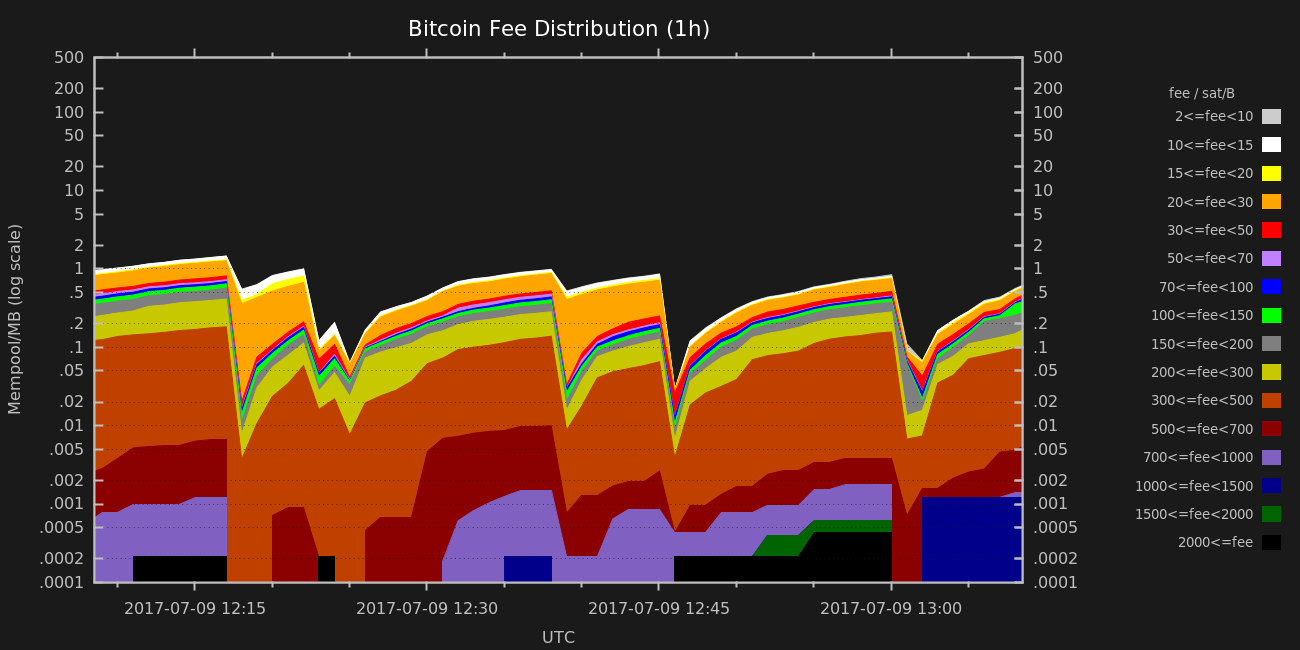 Bitcoin Fee Distribution (1h)
Mempool/MB (log scale)
500
200
100
50
20
10
5
2
1
.5
.2
.1
.05
.02
.01
.005
.002
.001
.0005
.0002
.0001
500
200
100
50
20
10
5
2
1
.5
.2
.1
.05
.02
.01
.005
.002
.001
.0005
.0002
.0001
2017-07-09 12:15 2017-07-09 12:30 2017-07-09 12:45 2017-07-09 13:00
UTC
fee / sat/B
2<=fee<10
10<=fee<15
15<=fee<20
20<=fee<30
30<=fee<50
50<=fee<70
70<=fee<100
100<=fee<150
150<=fee<200
200<=fee<300
300<=fee<500
500<=fee<700
700<=fee<1000
1000<=fee<1500
1500<=fee<2000
2000<=fee